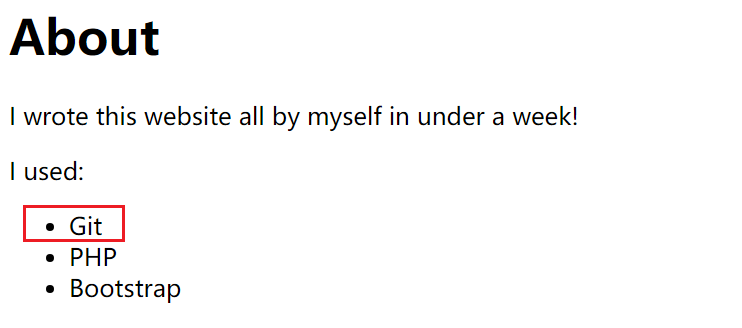 About
I wrote this website all by myself in under a week!
I used:
• Git
• PHP
• Bootstrap